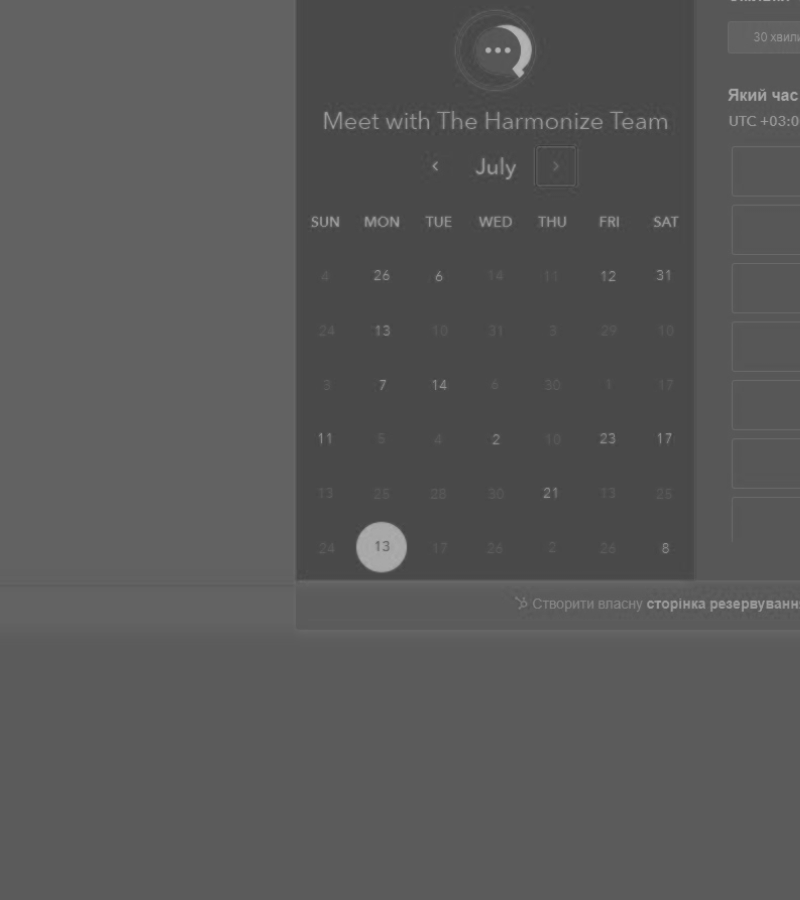 30 хвили
Meet with The Harmonize Team
Який час
UTC +03:0
July
SUN MON TUE WED THU FRI SAT
4 26 6 14 11 12 31
24 13 10 31 3 29 10
3 7 14 6 30 1 17
11 5 4 2 10 23 17
13 25 28 30 21 13 25
24 13 17 26 2 26 8
Створити власну сторінка резервування